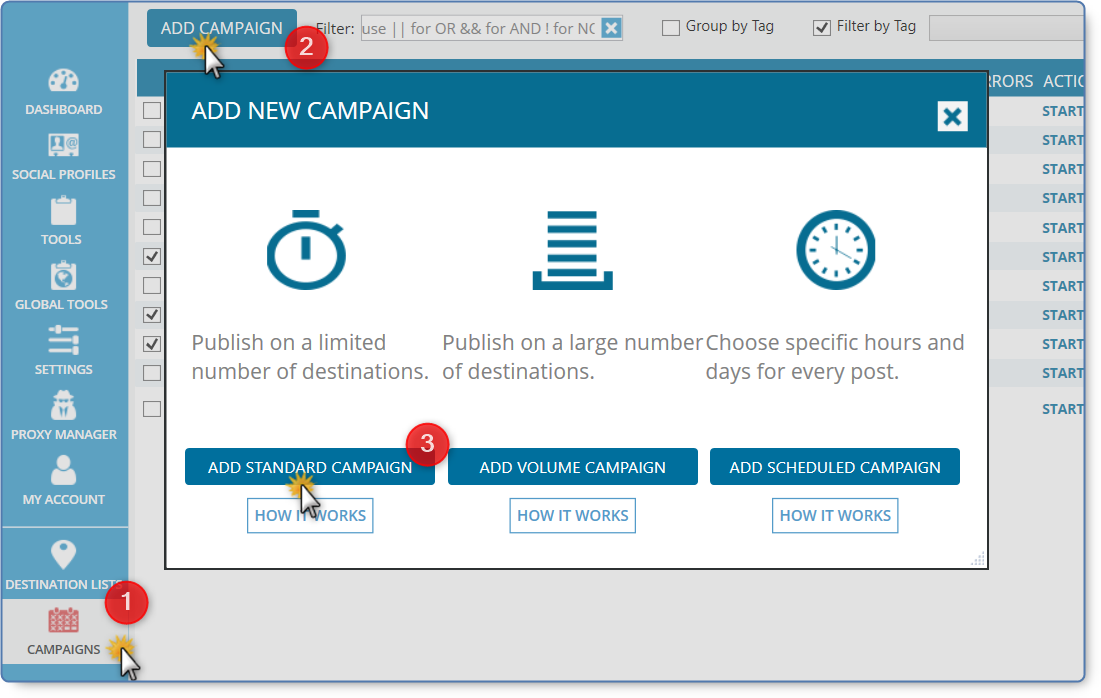 ADD CAMPAIGN
2
Filter:
use || for OR && for AND ! for NO
Group by Tag
Filter by Tag
DASHBOARD
SOCIAL PROFILES
TOOLS
GLOBAL TOOLS
SETTINGS
PROXY MANAGER
MY ACCOUNT
DESTINATION LISTS
1
CAMPAIGNS
RRORS
ACTIO
START
START
START
START
START
START
START
START
START
START
START
ADD NEW CAMPAIGN
Publish on a limited
number of destinations.
Publish on a large number
of destinations.
Choose specific hours and
days for every post.
3
ADD STANDARD CAMPAIGN
ADD VOLUME CAMPAIGN
ADD SCHEDULED CAMPAIGN
HOW IT WORKS
HOW IT WORKS
HOW IT WORKS